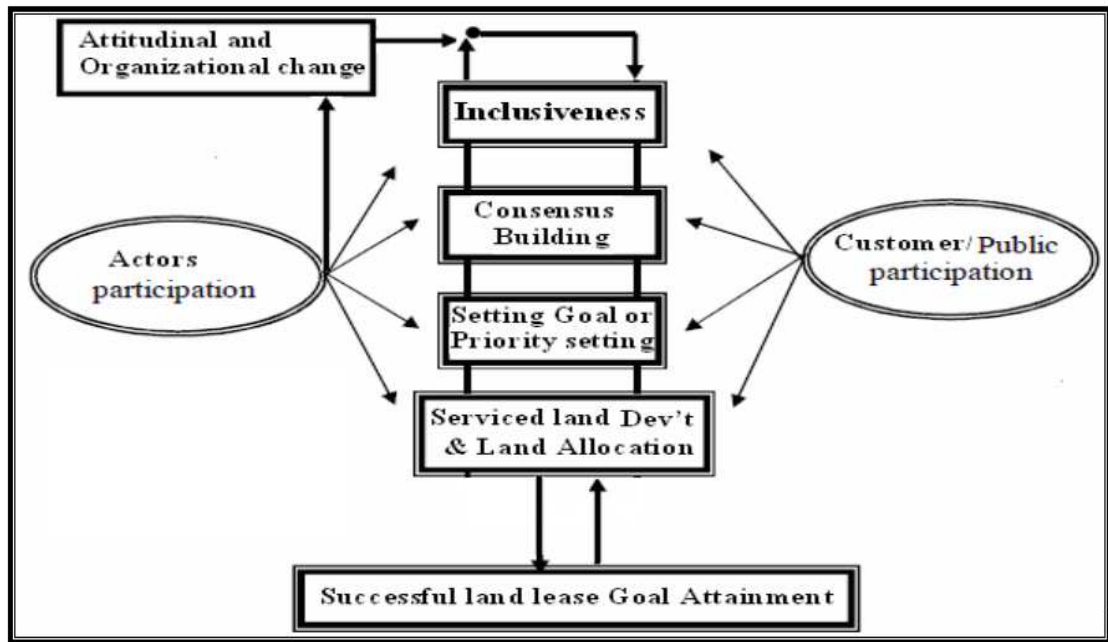 Attitudinal and
Organizational change
Inclusiveness
Consensus
Building
Actors
participation
Customer/ Public
participation
Setting Goal or
Priority setting
Serviced land Dev't
& Land Allocation
Successful land lease Goal Attainment